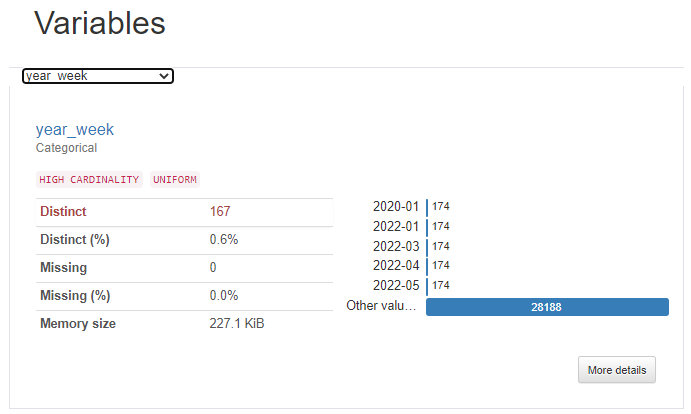 Variables
year_week
year_week
Categorical
HIGH CARDINALITY UNIFORM
Distinct 167
Distinct (%) 0.6%
Missing 0
Missing (%) 0.0%
Memory size 227.1 KiB
2020-01 174
2022-01 174
2022-03 174
2022-04 174
2022-05 174
Other valu… 28188
More details